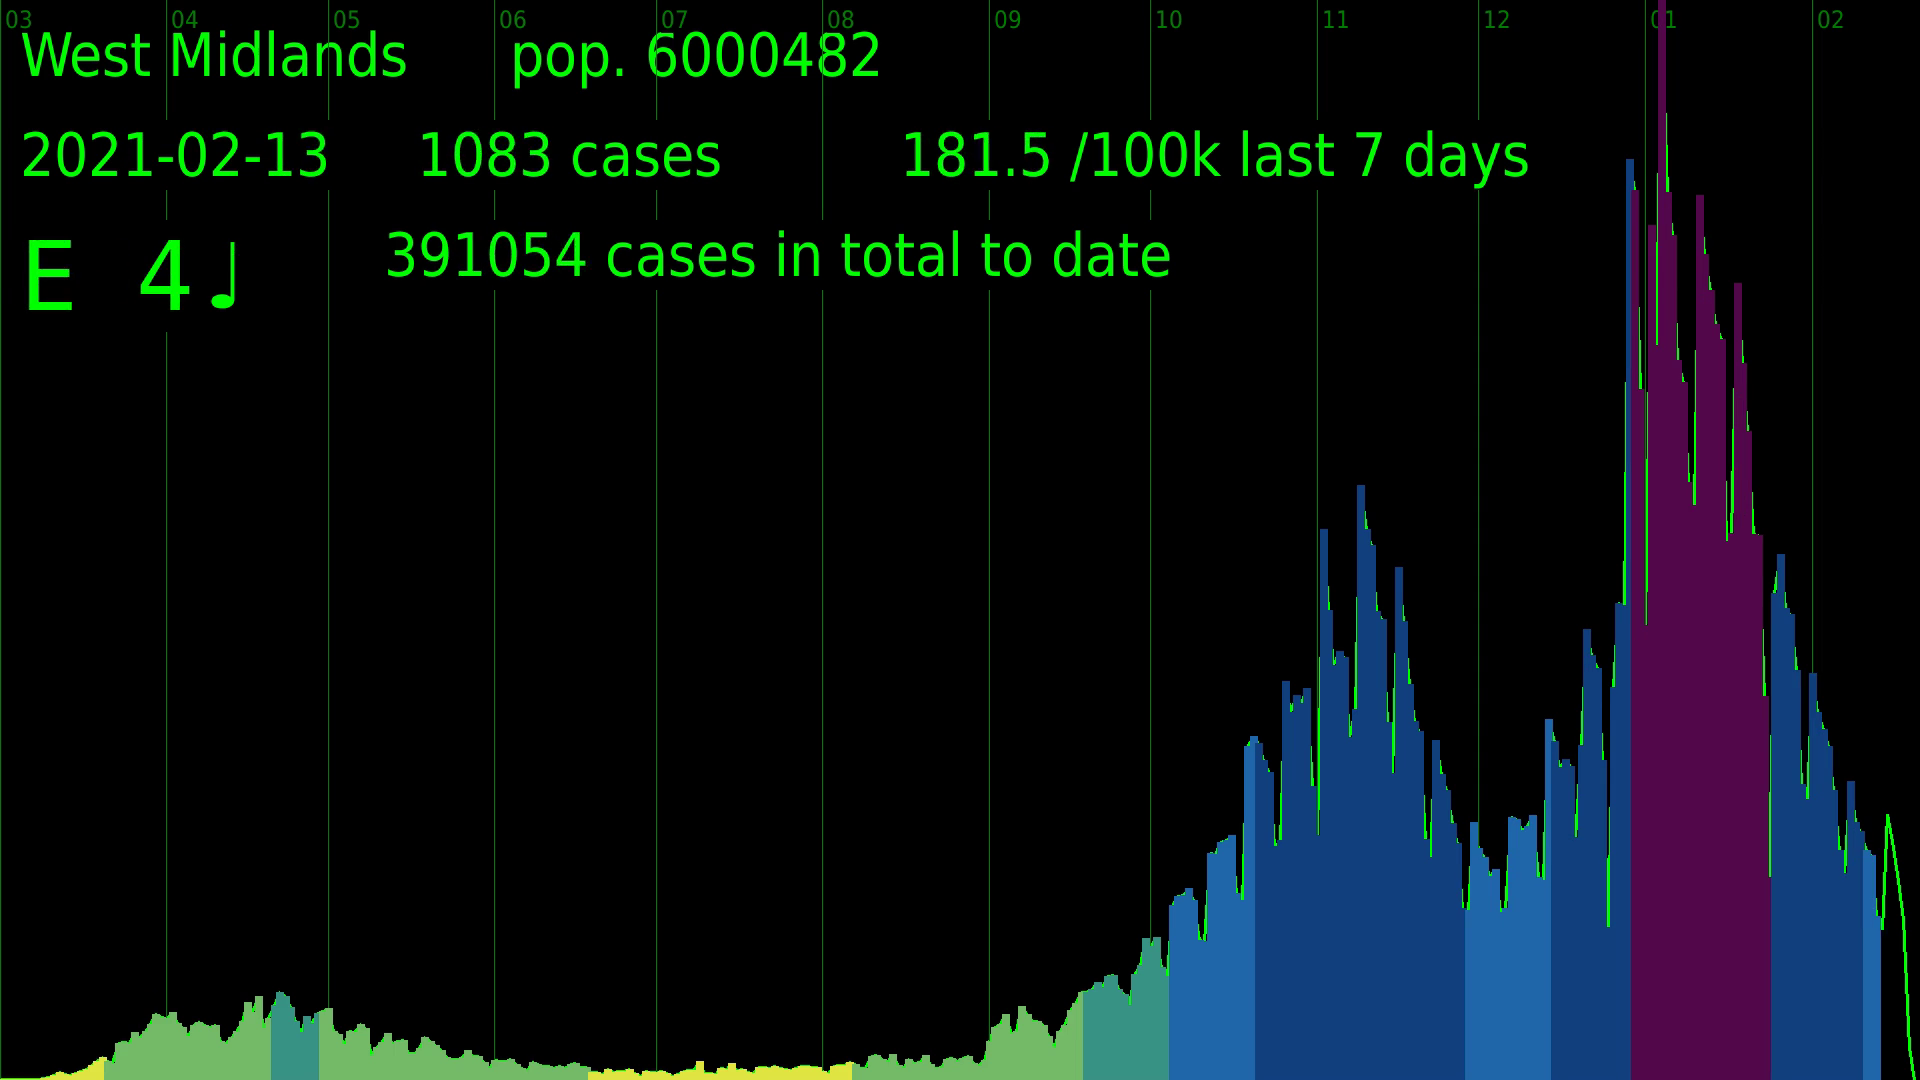 03 04 05 06 07 08 09 10 11 12 01 02
West Midlands pop. 6000482
2021-02-13 1083 cases 181.5 /100k last 7 days
E 4♩ 391054 cases in total to date